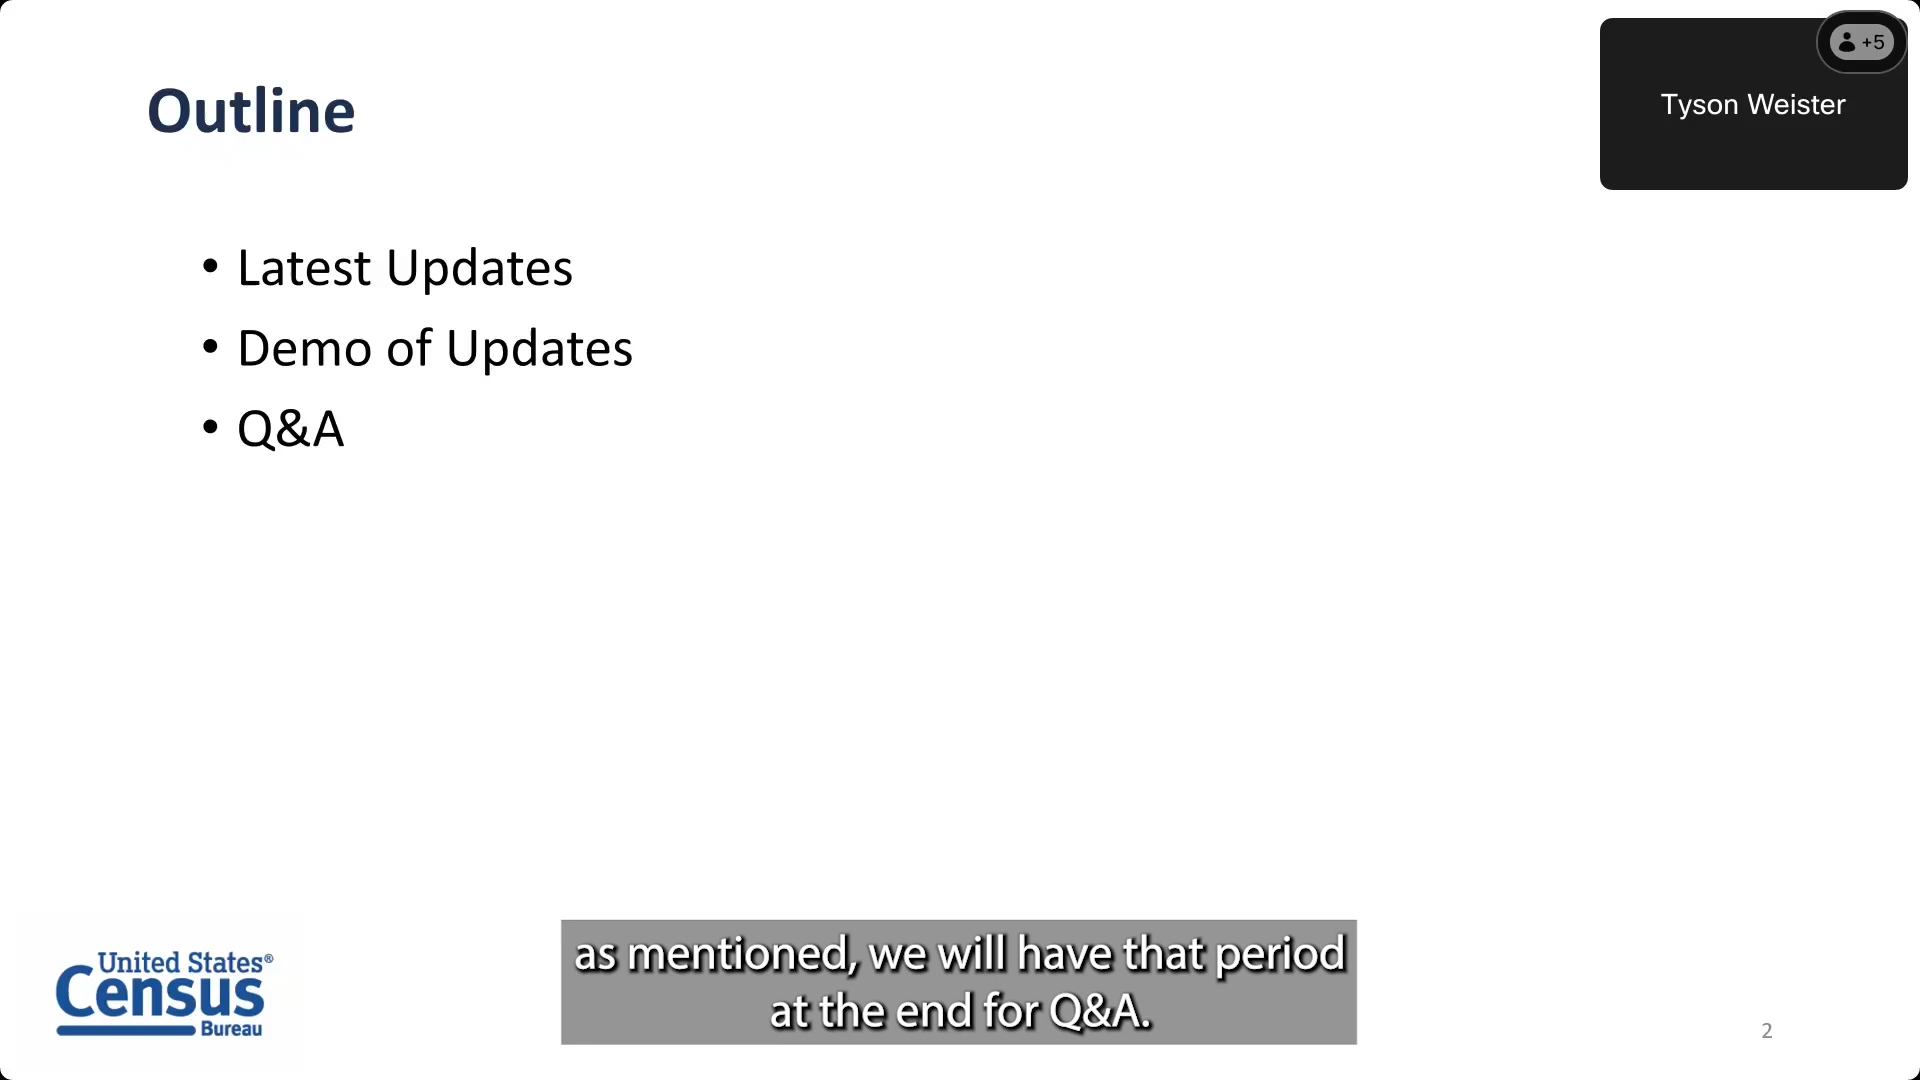 Outline
+5
Tyson Weister
• Latest Updates
• Demo of Updates
• Q&A
as mentioned, we will have that period
at the end for Q&A.
United States®
Census
Bureau
2